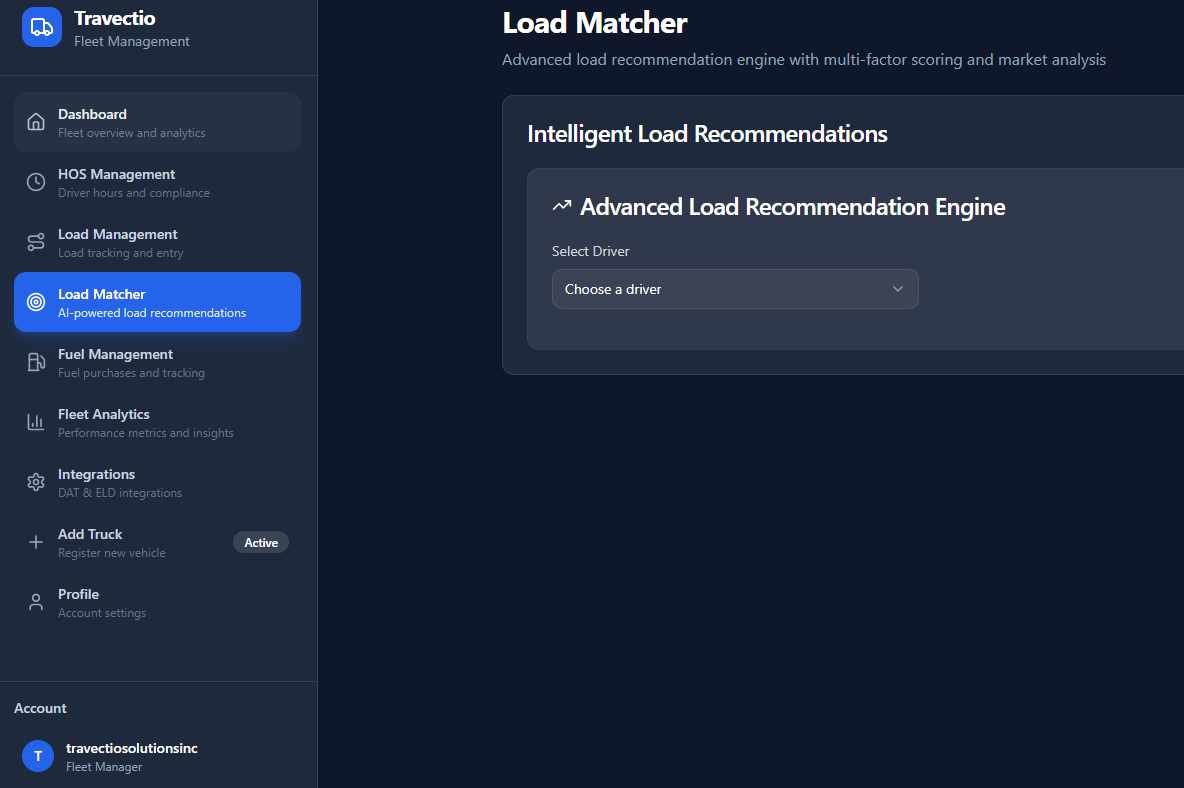 Travectio
Fleet Management
Dashboard
Fleet overview and analytics
HOS Management
Driver hours and compliance
Load Management
Load tracking and entry
Load Matcher
AI-powered load recommendations
Fuel Management
Fuel purchases and tracking
Fleet Analytics
Performance metrics and insights
Integrations
DAT & ELD integrations
Add Truck
Register new vehicle
Active
Profile
Account settings
Account
T
travectiosolutionsinc
Fleet Manager
Load Matcher
Advanced load recommendation engine with multi-factor scoring and market analysis
Intelligent Load Recommendations
Advanced Load Recommendation Engine
Select Driver
Choose a driver